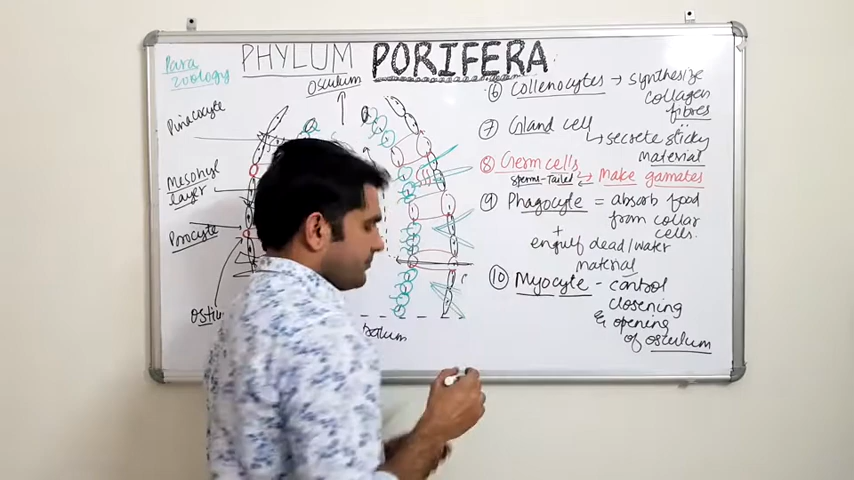 Para
zoology
PHYLUM PORIFERA
Osculum
Pinacocyte
Mesohyl
layer
Porocyte
⑥ Collenocytes → synthesize
collagen
fibres
⑦ Gland cell
→ secrete sticky
material
⑧ Germ cells → Make gamates
sperms-Tailed
⑨ Phagocyte = absorb food
from collar
cells.
+
engulf dead/water
material
⑩ Myocyte - control
closening
& opening
of osculum